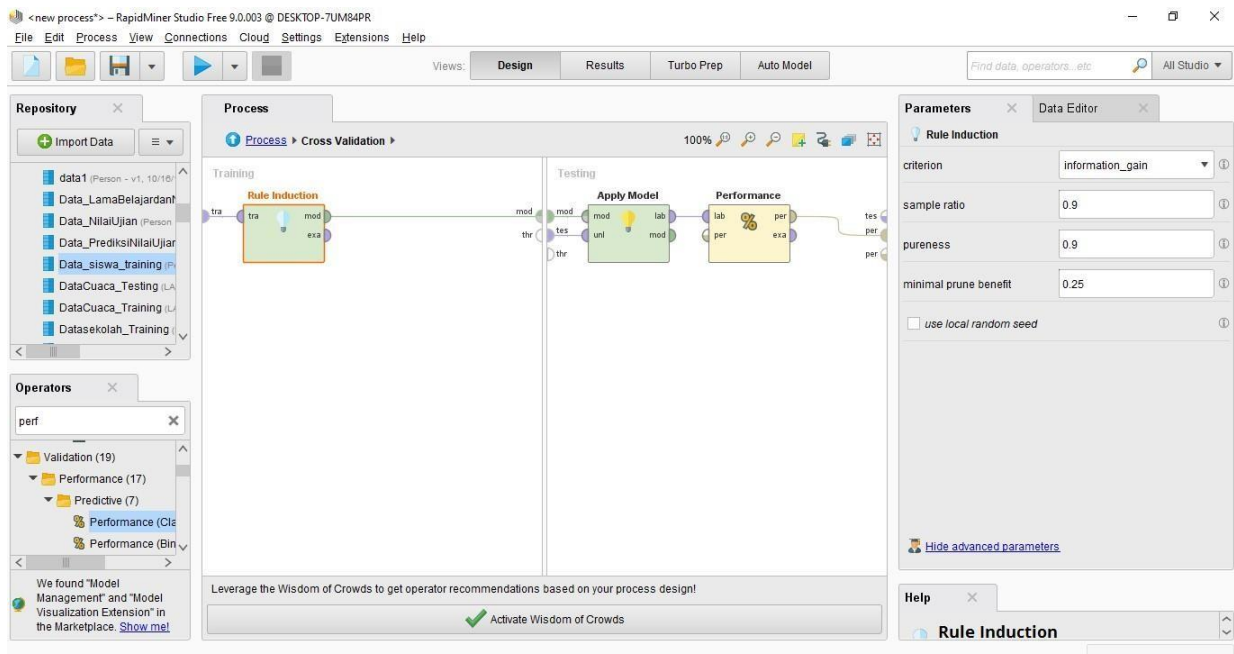 <new process*> – RapidMiner Studio Free 9.0.003 @ DESKTOP-7UM84PR
File Edit Process View Connections Cloud Settings Extensions Help
Views: Design Results Turbo Prep Auto Model
Find data, operators...etc All Studio
Repository
Import Data
data1 (Person - v1, 10/16/
Data_LamaBelajardan
Data_NilaiUjian (Person
Data_PrediksiNilaiUjian
Data_siswa_training
DataCuaca_Testing (LA
DataCuaca_Training
Datasekolah_Training
Operators
perf
Validation (19)
Performance (17)
Predictive (7)
Performance (Cla
Performance (Bin
We found "Model
Management" and "Model
Visualization Extension" in
the Marketplace. Show me!
Process
Process Cross Validation
100%
Training
Rule Induction
tra
tra mod
exa
mod
thr
Testing
Apply Model
mod
tes
thr
mod lab
unl mod
Performance
lab per
per exa
tes
per
per
Leverage the Wisdom of Crowds to get operator recommendations based on your process design!
Activate Wisdom of Crowds
Parameters Data Editor
Rule Induction
criterion information_gain
sample ratio 0.9
pureness 0.9
minimal prune benefit 0.25
use local random seed
Hide advanced parameters
Help
Rule Induction